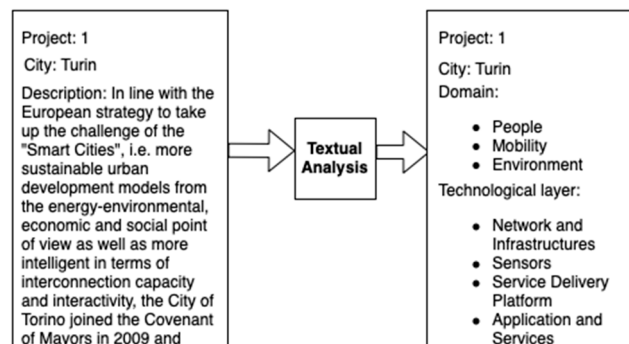 Project: 1
City: Turin
Description: In line with the
European strategy to take
up the challenge of the
"Smart Cities", i.e. more
sustainable urban
development models from
the energy-environmental,
economic and social point
of view as well as more
intelligent in terms of
interconnection capacity
and interactivity, the City of
Torino joined the Covenant
of Mayors in 2009 and
Textual
Analysis
Project: 1
City: Turin
Domain:
• People
• Mobility
• Environment
Technological layer:
• Network and
Infrastructures
• Sensors
• Service Delivery
Platform
• Application and
Services